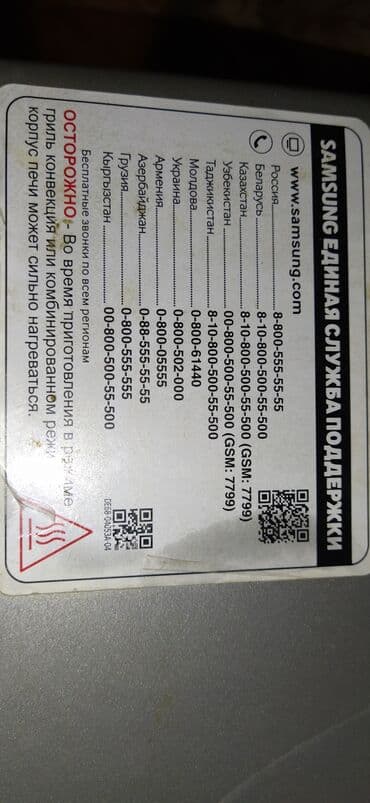 SAMSUNG ЕДИНАЯ СЛУЖБА ПОДДЕРЖКИ
www.samsung.com
Россия 8-800-555-55-55
Беларусь 8-10-800-500-55-500
Казахстан 8-10-800-500-55-500 (GSM: 7799)
Узбекистан 00-800-500-55-500 (GSM: 7799)
Таджикистан 8-10-800-500-55-500
Молдова 0-800-61440
Украина 0-800-502-000
Армения 0-800-05555
Азербайджан 0-88-555-55-55
Грузия 0-800-555-555
Кыргызстан 00-800-500-55-500
Бесплатные звонки по всем регионам
DE68-04053A-04
ОСТОРОЖНО - Во время приготовления в режиме
гриль конвекция или комбинированном режи
корпус печи может сильно нагреваться.